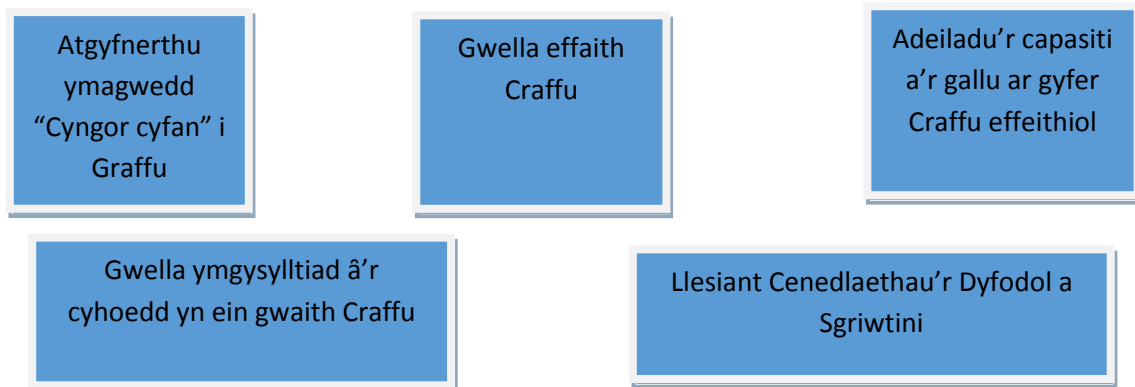 Atgyfnerthu
ymagwedd
“Cyngor cyfan” i
Graffu
Gwella effaith
Craffu
Adeiladu'r capasiti
a'r gallu ar gyfer
Craffu effeithiol
Gwella ymgysylltiad â'r
cyhoedd yn ein gwaith Craffu
Llesiant Cenedlaethau'r Dyfodol a
Sgriwtini